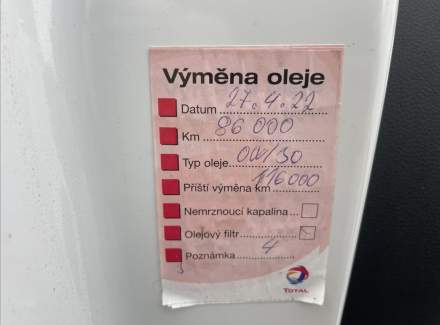 Výměna oleje
Datum 27.4.22
Km 86 000
Typ oleje 0W/30
Příští výměna km 116000
Nemrznoucí kapalina...
Olejový filtr
Poznámka 4
TOTAL